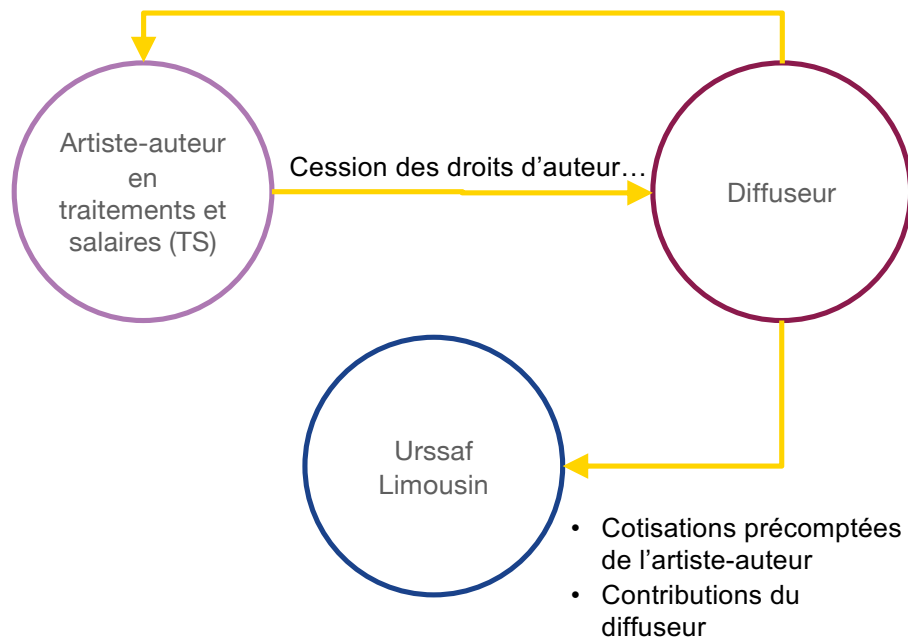 Artiste-auteur
en
traitements et
salaires (TS)
Cession des droits d’auteur…
Diffuseur
Urssaf
Limousin
• Cotisations précomptées
de l’artiste-auteur
• Contributions du
diffuseur